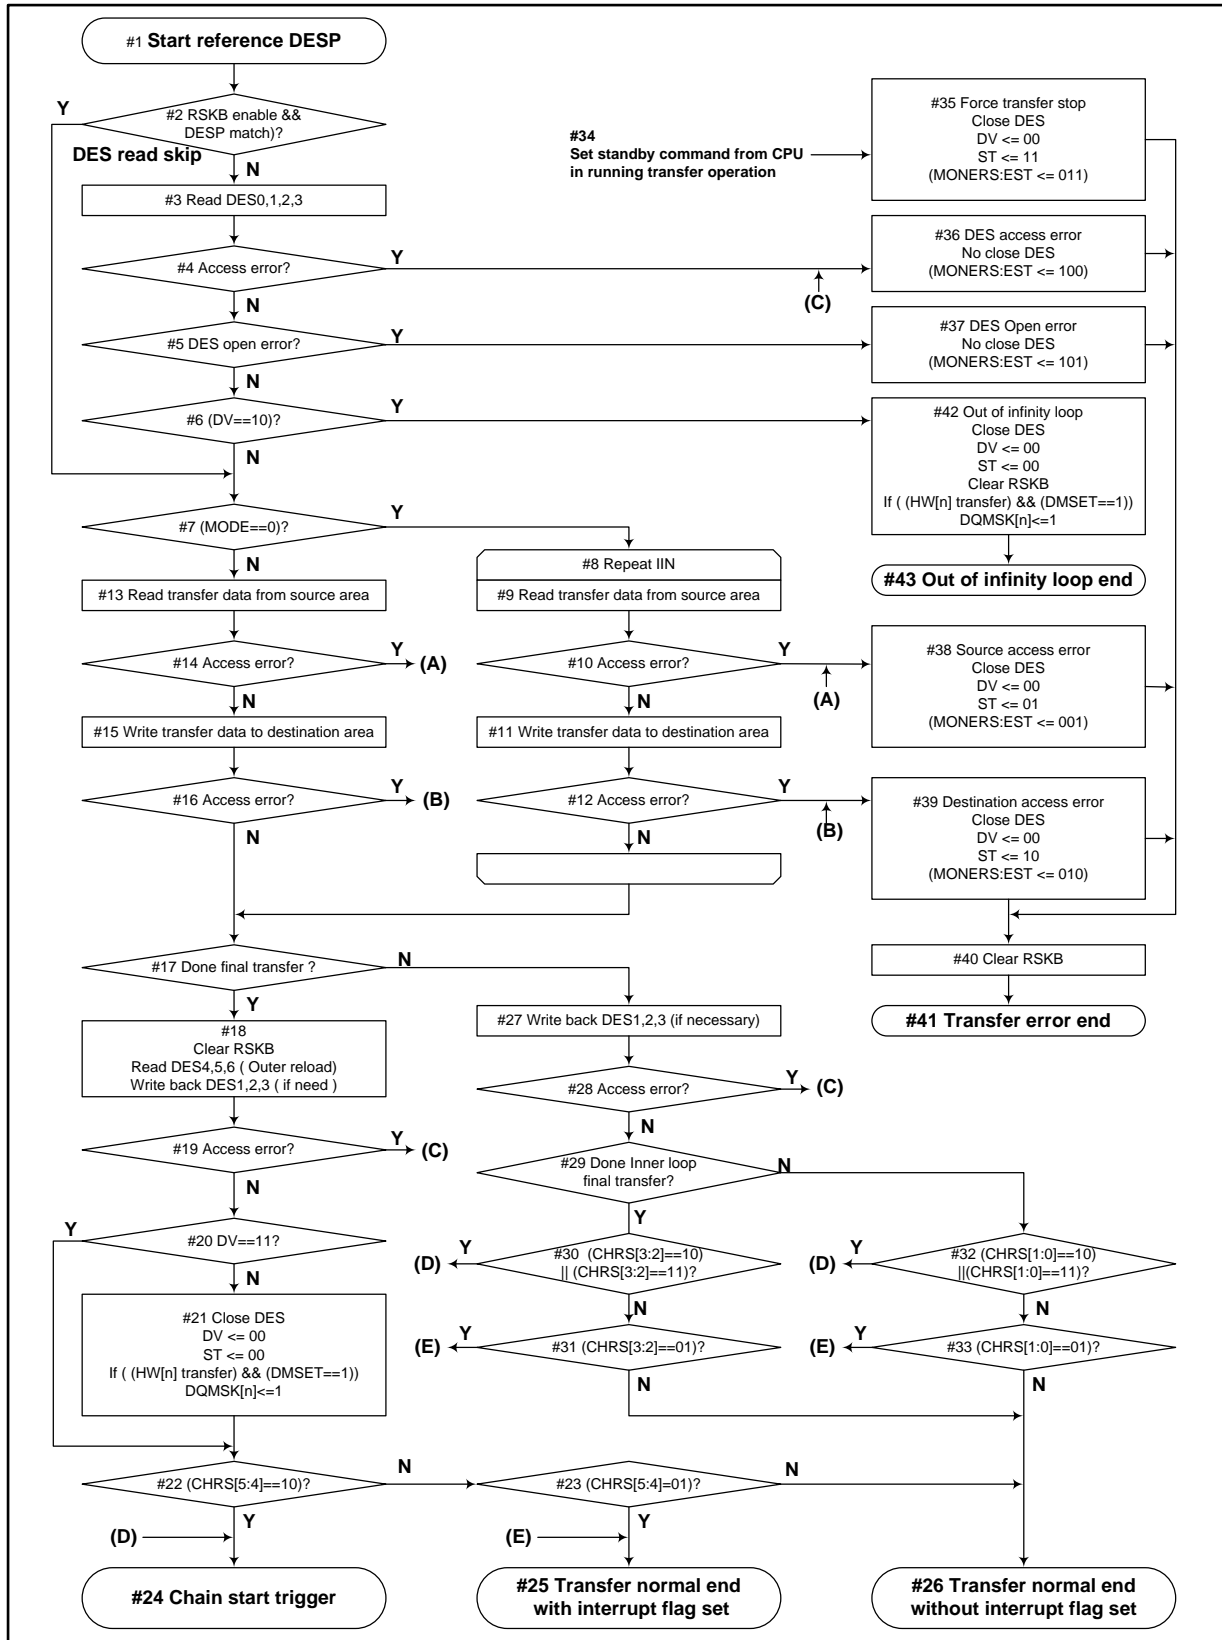 #1 Start reference DESP
Y
#2 RSKB enable &&
DESP match)?
DES read skip
N
#34
Set standby command from CPU
in running transfer operation
#35 Force transfer stop
Close DES
DV <= 00
ST <= 11
(MONERS:EST <= 011)
#3 Read DES0,1,2,3
#4 Access error?
Y
N
(C)
#36 DES access error
No close DES
(MONERS:EST <= 100)
#5 DES open error?
Y
N
#37 DES Open error
No close DES
(MONERS:EST <= 101)
#6 (DV==10)?
Y
N
#42 Out of infinity loop
Close DES
DV <= 00
ST <= 00
Clear RSKB
If ( (HW[n] transfer) && (DMSET==1))
DQMSK[n]<=1
#43 Out of infinity loop end
#7 (MODE==0)?
Y
N
#8 Repeat IIN
#13 Read transfer data from source area
#9 Read transfer data from source area
#14 Access error?
Y
(A)
N
#10 Access error?
Y
(A)
N
#38 Source access error
Close DES
DV <= 00
ST <= 01
(MONERS:EST <= 001)
#15 Write transfer data to destination area
#11 Write transfer data to destination area
#16 Access error?
Y
(B)
N
#12 Access error?
Y
(B)
N
#39 Destination access error
Close DES
DV <= 00
ST <= 10
(MONERS:EST <= 010)
#40 Clear RSKB
#41 Transfer error end
#17 Done final transfer ?
N
Y
#18
Clear RSKB
Read DES4,5,6 ( Outer reload)
Write back DES1,2,3 ( if need )
#27 Write back DES1,2,3 (if necessary)
#28 Access error?
Y
(C)
N
#19 Access error?
Y
(C)
N
#29 Done Inner loop
final transfer?
N
Y
Y
#20 DV==11?
N
(D)
Y
#30 (CHRS[3:2]==10)
|| (CHRS[3:2]==11)?
N
(D)
Y
#32 (CHRS[1:0]==10)
||(CHRS[1:0]==11)?
N
#21 Close DES
DV <= 00
ST <= 00
If ( (HW[n] transfer) && (DMSET==1))
DQMSK[n]<=1
(E)
Y
#31 (CHRS[3:2]==01)?
N
(E)
Y
#33 (CHRS[1:0]==01)?
N
#22 (CHRS[5:4]==10)?
N
Y
#23 (CHRS[5:4]=01)?
N
Y
(D)
(E)
#24 Chain start trigger
#25 Transfer normal end
with interrupt flag set
#26 Transfer normal end
without interrupt flag set